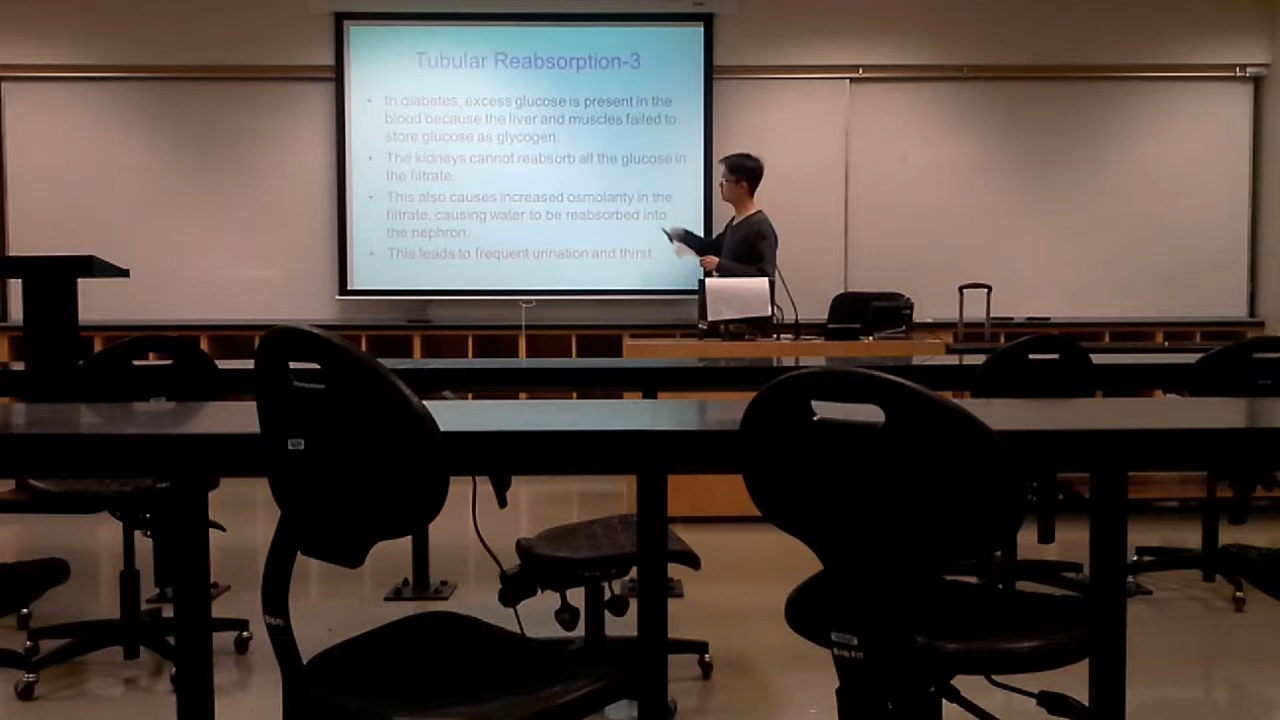 Tubular Reabsorption-3
• In diabetes, excess glucose is present in the
blood because the liver and muscles failed to
store glucose as glycogen.
• The kidneys cannot reabsorb all the glucose in
the filtrate.
• This also causes increased osmolarity in the
filtrate, causing water to be reabsorbed into
the nephron.
• This leads to frequent urination and thirst.